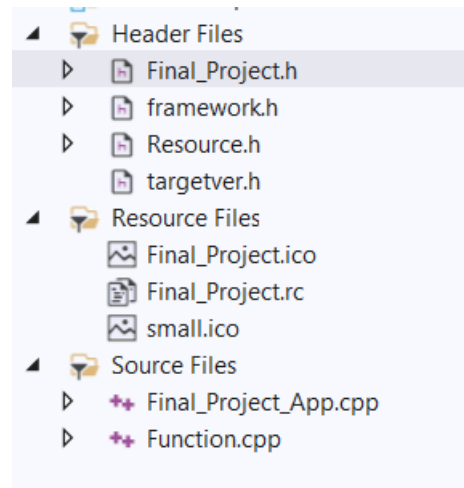 Header Files
Final_Project.h
framework.h
Resource.h
targetver.h
Resource Files
Final_Project.ico
Final_Project.rc
small.ico
Source Files
Final_Project_App.cpp
Function.cpp